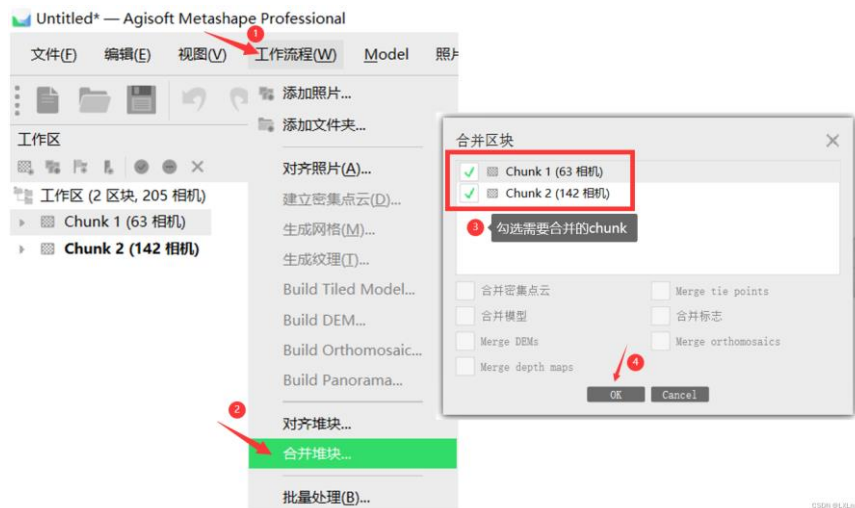 Untitled* — Agisoft Metashape Professional
1
文件(F) 编辑(E) 视图(V) 工作流程(W) Model 照片
添加照片...
添加文件夹...
工作区
对齐照片(A)...
工作区 (2 区块, 205 相机)
建立密集点云(D)...
Chunk 1 (63 相机)
生成网格(M)...
Chunk 2 (142 相机)
生成纹理(T)...
Build Tiled Model...
Build DEM...
Build Orthomosaic...
Build Panorama...
2
对齐堆块...
合并堆块...
批量处理(B)...
合并区块
Chunk 1 (63 相机)
Chunk 2 (142 相机)
3 勾选需要合并的chunk
合并密集点云 Merge tie points
合并模型 合并标志
Merge DEMs Merge orthomosaics
Merge depth maps
4
OK Cancel